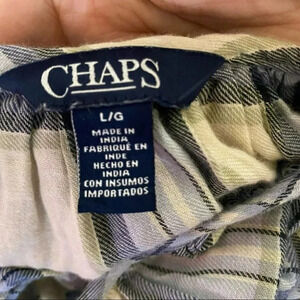 CHAPS
L/G
MADE IN
INDIA
FABRIQUÉ EN
INDE
HECHO EN
INDIA
CON INSUMOS
IMPORTADOS